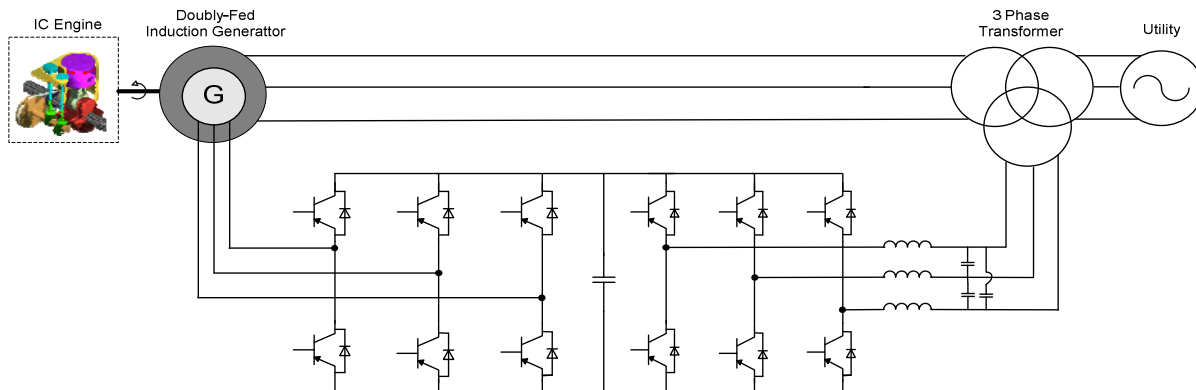 IC Engine
Doubly-Fed
Induction Generattor
3 Phase
Transformer
Utility
G